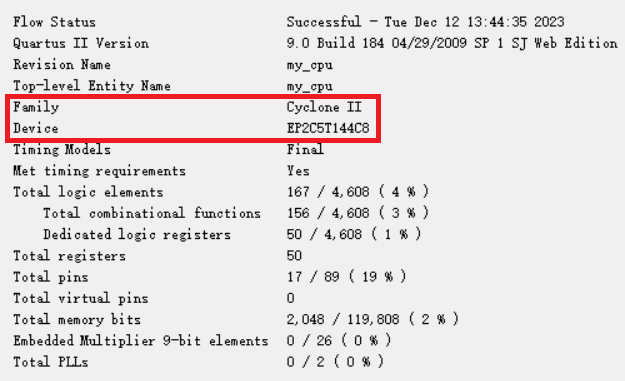 Flow Status Successful - Tue Dec 12 13:44:35 2023
Quartus II Version 9.0 Build 184 04/29/2009 SP 1 SJ Web Edition
Revision Name my_cpu
Top-level Entity Name my_cpu
Family Cyclone II
Device EP2C5T144C8
Timing Models Final
Met timing requirements Yes
Total logic elements 167 / 4,608 ( 4 % )
Total combinational functions 156 / 4,608 ( 3 % )
Dedicated logic registers 50 / 4,608 ( 1 % )
Total registers 50
Total pins 17 / 89 ( 19 % )
Total virtual pins 0
Total memory bits 2,048 / 119,808 ( 2 % )
Embedded Multiplier 9-bit elements 0 / 26 ( 0 % )
Total PLLs 0 / 2 ( 0 % )